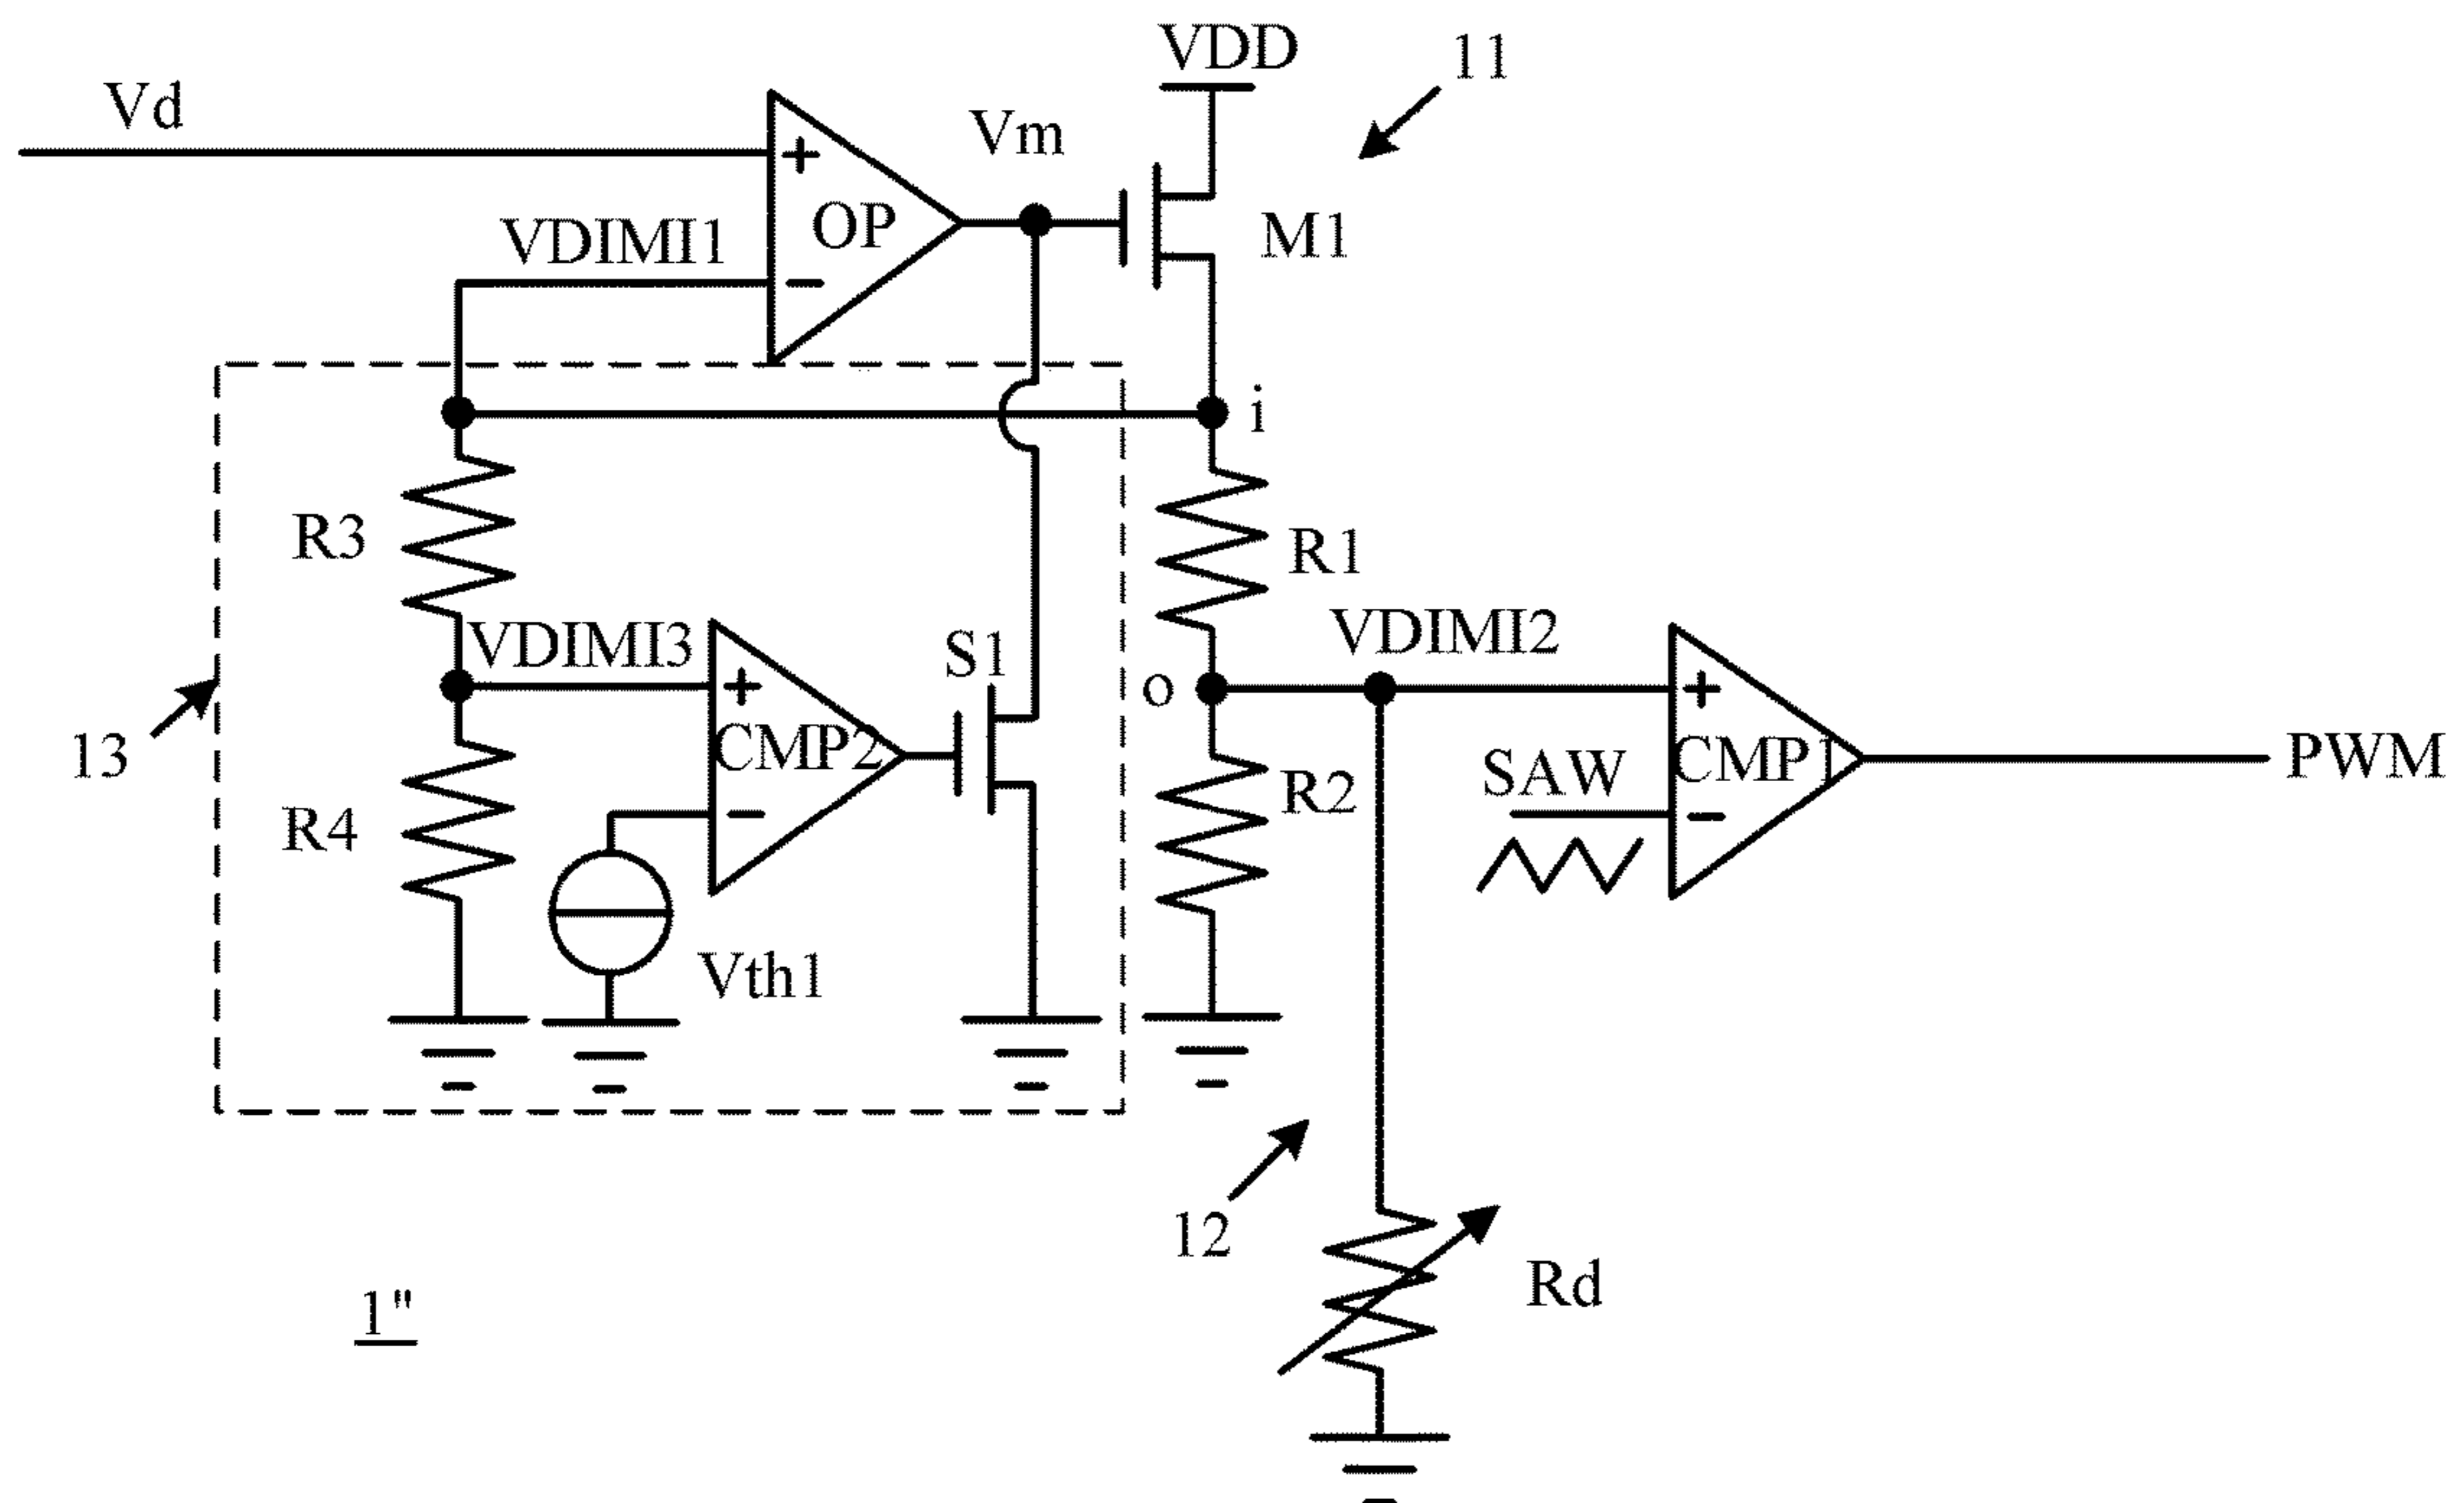 VDD
11
Vd
Vm
+
OP
M1
VDIMI1
−
i
R3
R1
VDIMI3
S1
VDIMI2
+
o
+
13
CMP2
SAW
CMP1
PWM
R4
−
R2
−
Vth1
12
Rd
1"